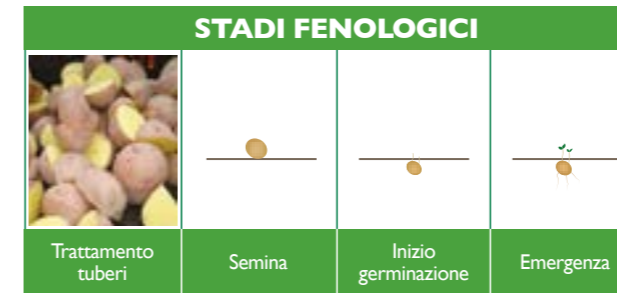 STADI FENOLOGICI
Trattamento
tuberi
Semina
Inizio
germinazione
Emergenza